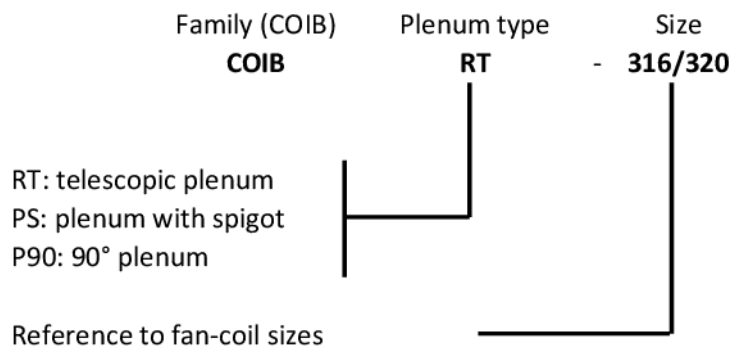 Family (COIB) Plenum type Size
COIB RT - 316/320
RT: telescopic plenum
PS: plenum with spigot
P90: 90° plenum
Reference to fan-coil sizes